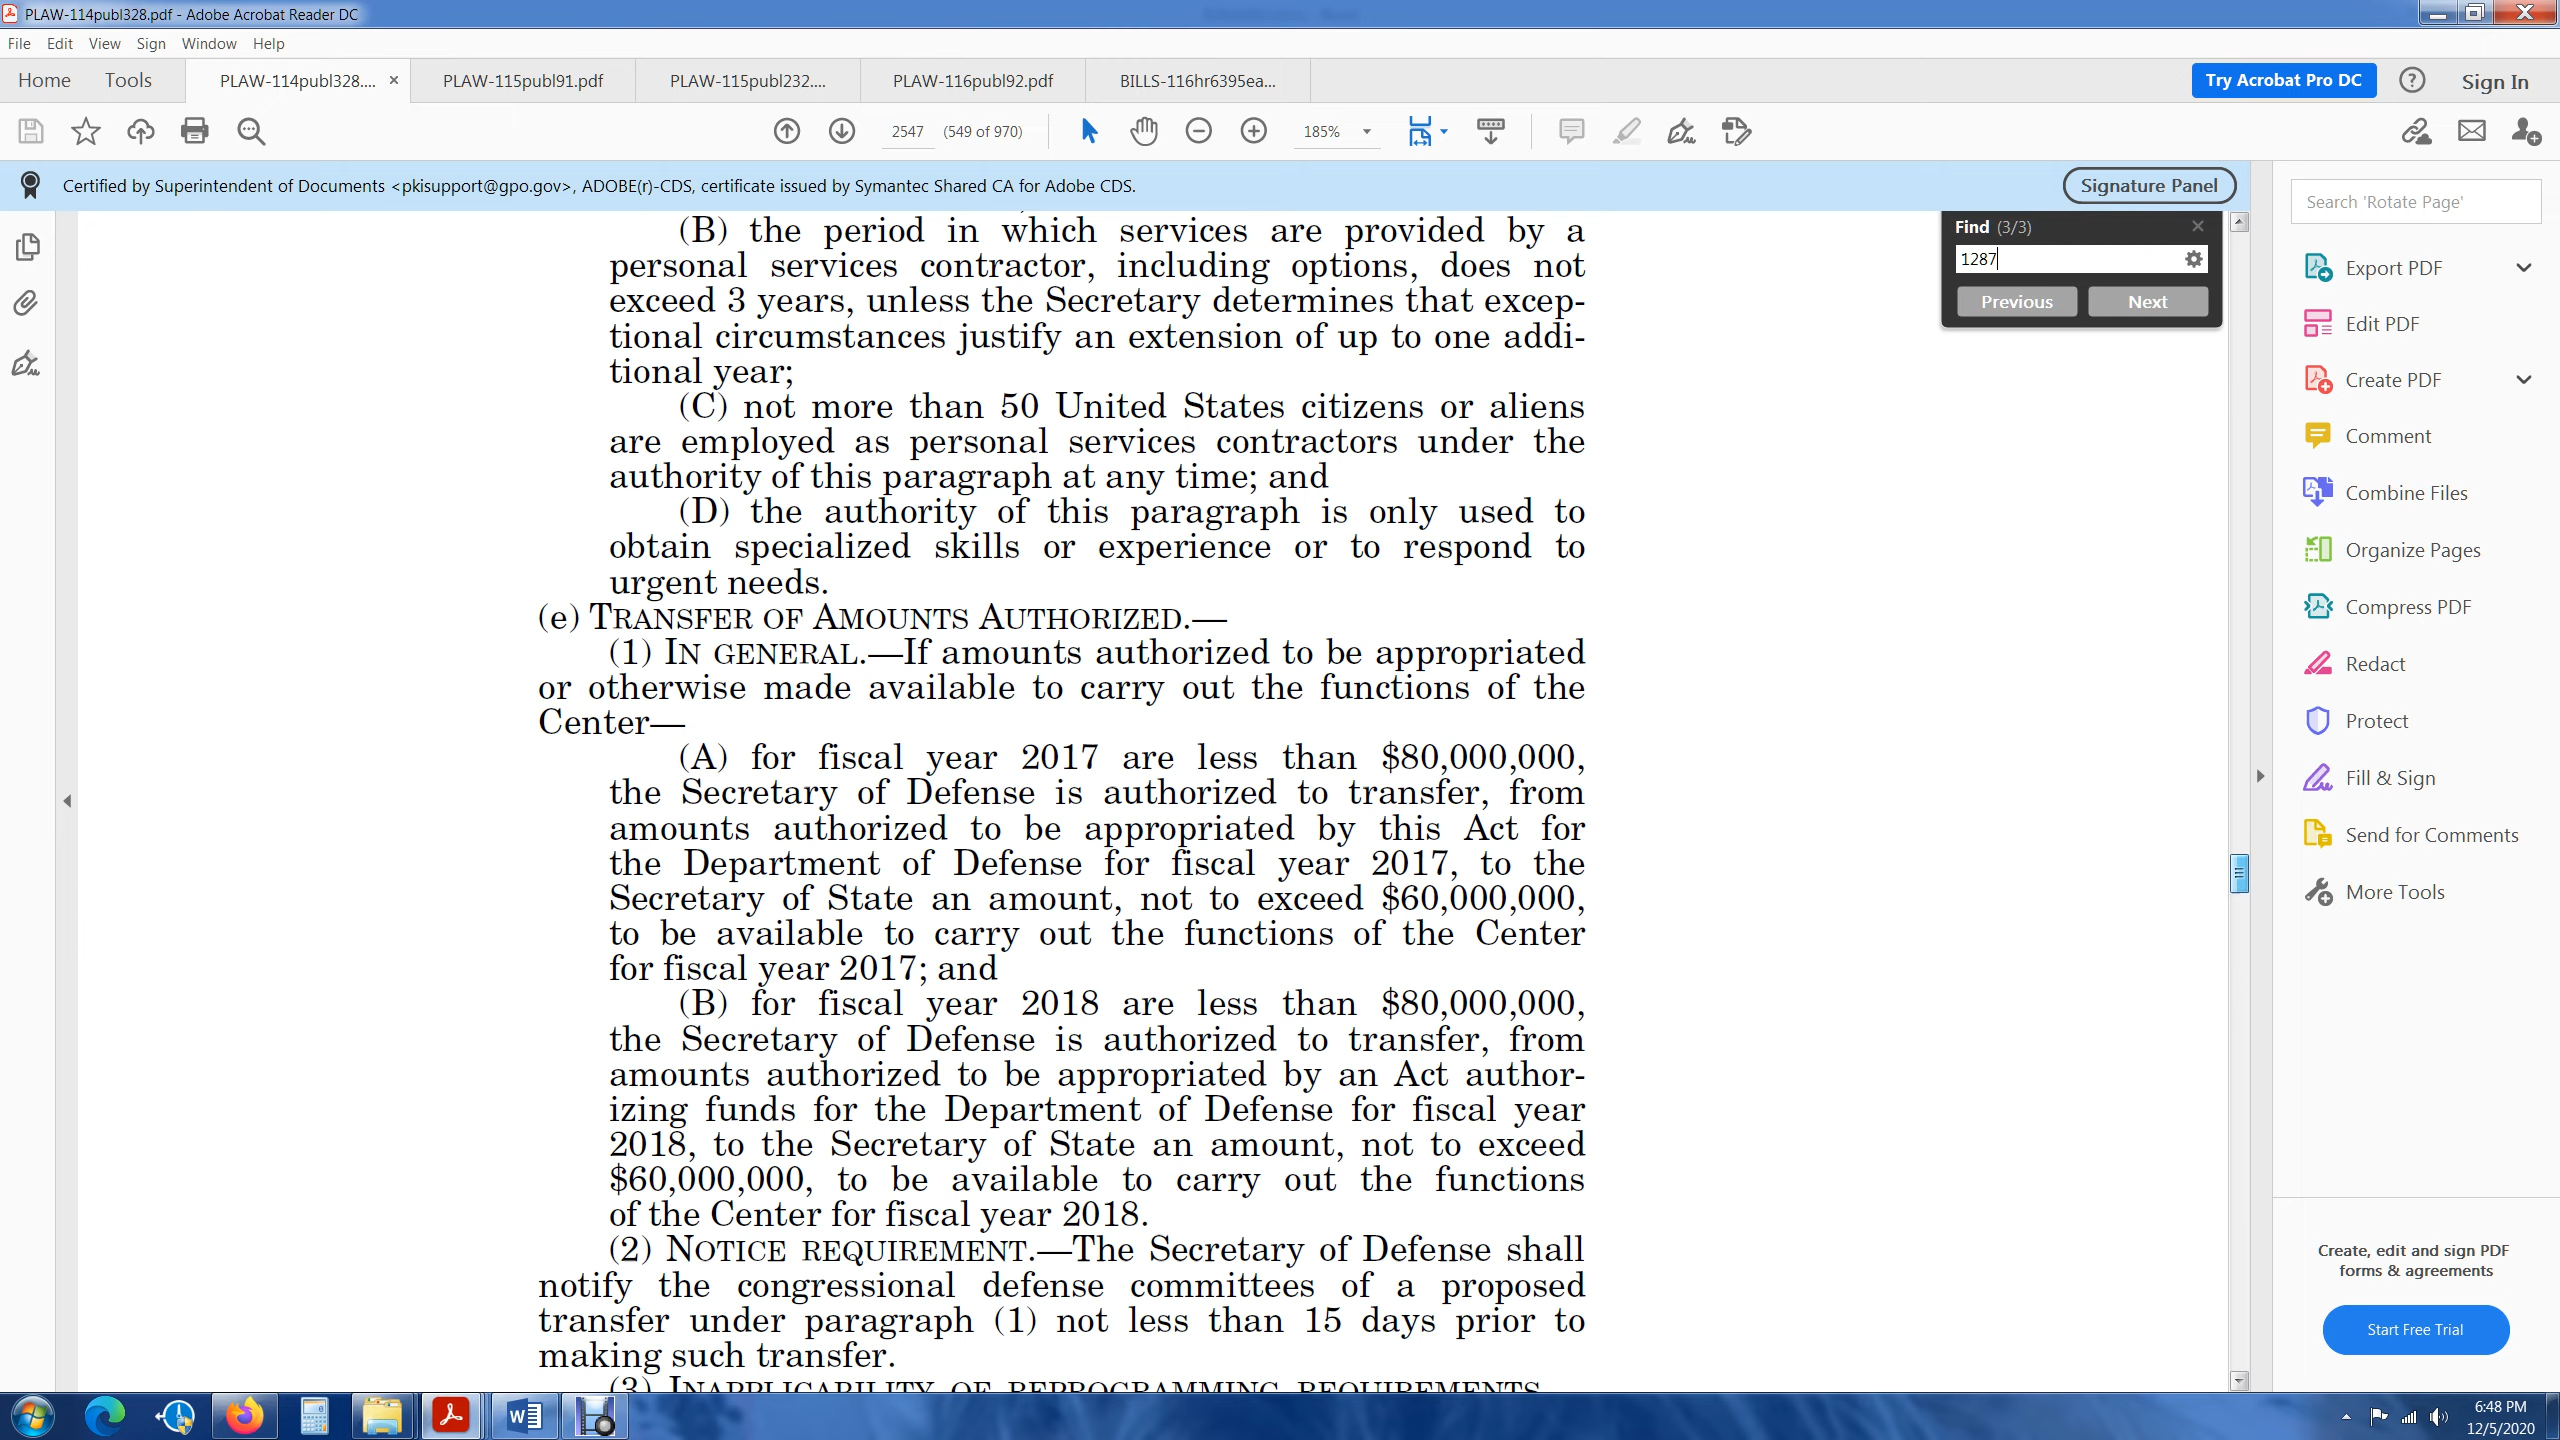 PLAW-114publ328.pdf - Adobe Acrobat Reader DC
File Edit View Sign Window Help
Home Tools PLAW-114publ328.... × PLAW-115publ91.pdf PLAW-115publ232.... PLAW-116publ92.pdf BILLS-116hr6395ea... Try Acrobat Pro DC Sign In
2547 (549 of 970) 185%
Certified by Superintendent of Documents <pkisupport@gpo.gov>, ADOBE(r)-CDS, certificate issued by Symantec Shared CA for Adobe CDS. Signature Panel
Find (3/3)
1287
Previous Next
(B) the period in which services are provided by a
personal services contractor, including options, does not
exceed 3 years, unless the Secretary determines that excep-
tional circumstances justify an extension of up to one addi-
tional year;
(C) not more than 50 United States citizens or aliens
are employed as personal services contractors under the
authority of this paragraph at any time; and
(D) the authority of this paragraph is only used to
obtain specialized skills or experience or to respond to
urgent needs.
(e) TRANSFER OF AMOUNTS AUTHORIZED.—
(1) IN GENERAL.—If amounts authorized to be appropriated
or otherwise made available to carry out the functions of the
Center—
(A) for fiscal year 2017 are less than $80,000,000,
the Secretary of Defense is authorized to transfer, from
amounts authorized to be appropriated by this Act for
the Department of Defense for fiscal year 2017, to the
Secretary of State an amount, not to exceed $60,000,000,
to be available to carry out the functions of the Center
for fiscal year 2017; and
(B) for fiscal year 2018 are less than $80,000,000,
the Secretary of Defense is authorized to transfer, from
amounts authorized to be appropriated by an Act author-
izing funds for the Department of Defense for fiscal year
2018, to the Secretary of State an amount, not to exceed
$60,000,000, to be available to carry out the functions
of the Center for fiscal year 2018.
(2) NOTICE REQUIREMENT.—The Secretary of Defense shall
notify the congressional defense committees of a proposed
transfer under paragraph (1) not less than 15 days prior to
making such transfer.
(3) INAPPLICABILITY OF REPROGRAMMING REQUIREMENTS
Search 'Rotate Page'
Export PDF
Edit PDF
Create PDF
Comment
Combine Files
Organize Pages
Compress PDF
Redact
Protect
Fill & Sign
Send for Comments
More Tools
Create, edit and sign PDF
forms & agreements
Start Free Trial
6:48 PM
12/5/2020